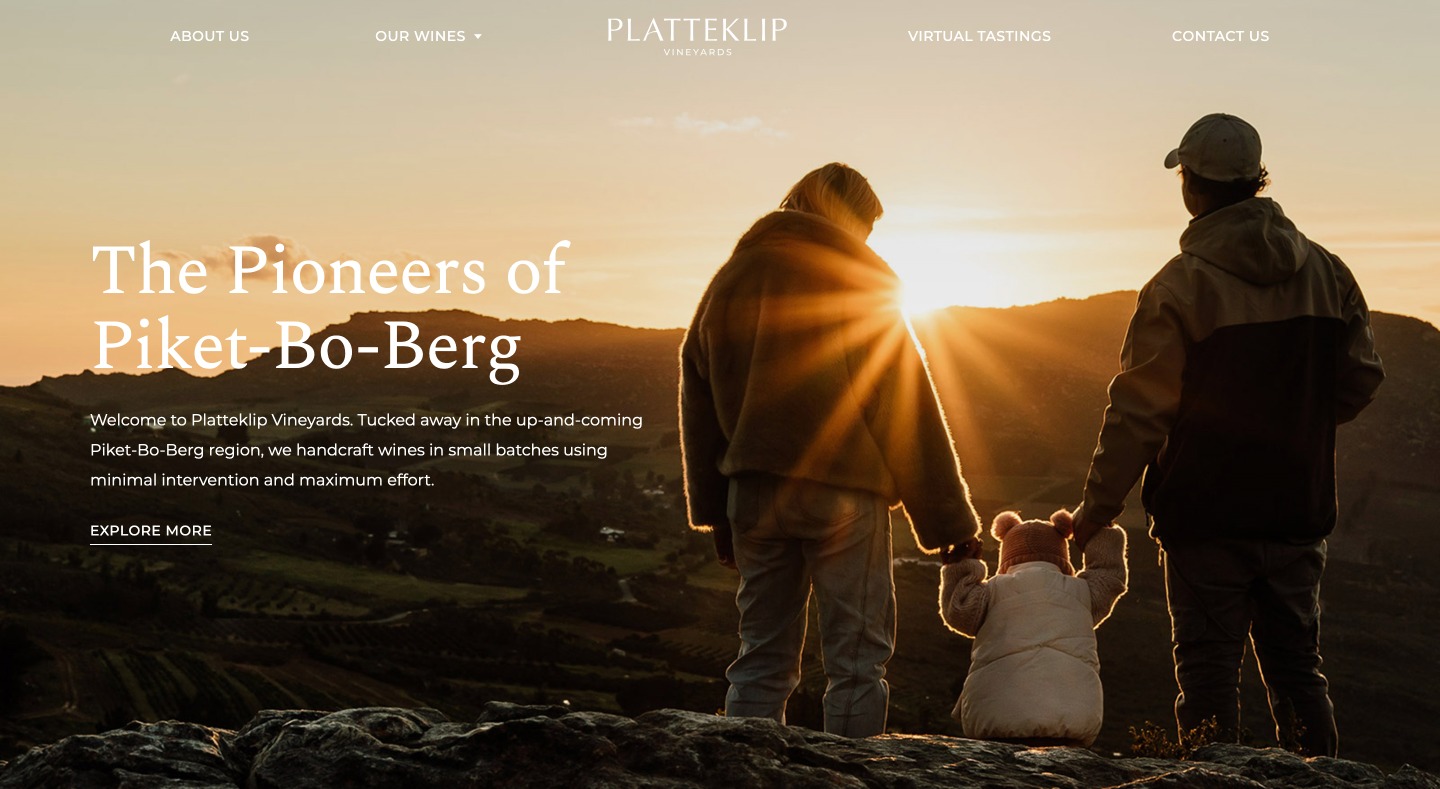 ABOUT US
OUR WINES
PLATTEKLIP
VINEYARDS
VIRTUAL TASTINGS
CONTACT US
The Pioneers of
Piket-Bo-Berg
Welcome to Platteklip Vineyards. Tucked away in the up-and-coming
Piket-Bo-Berg region, we handcraft wines in small batches using
minimal intervention and maximum effort.
EXPLORE MORE